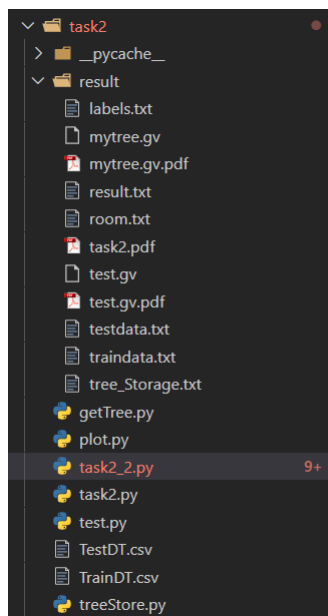 task2
__pycache__
result
labels.txt
mytree.gv
mytree.gv.pdf
result.txt
room.txt
task2.pdf
test.gv
test.gv.pdf
testdata.txt
traindata.txt
tree_Storage.txt
getTree.py
plot.py
task2_2.py 9+
task2.py
test.py
TestDT.csv
TrainDT.csv
treeStore.py